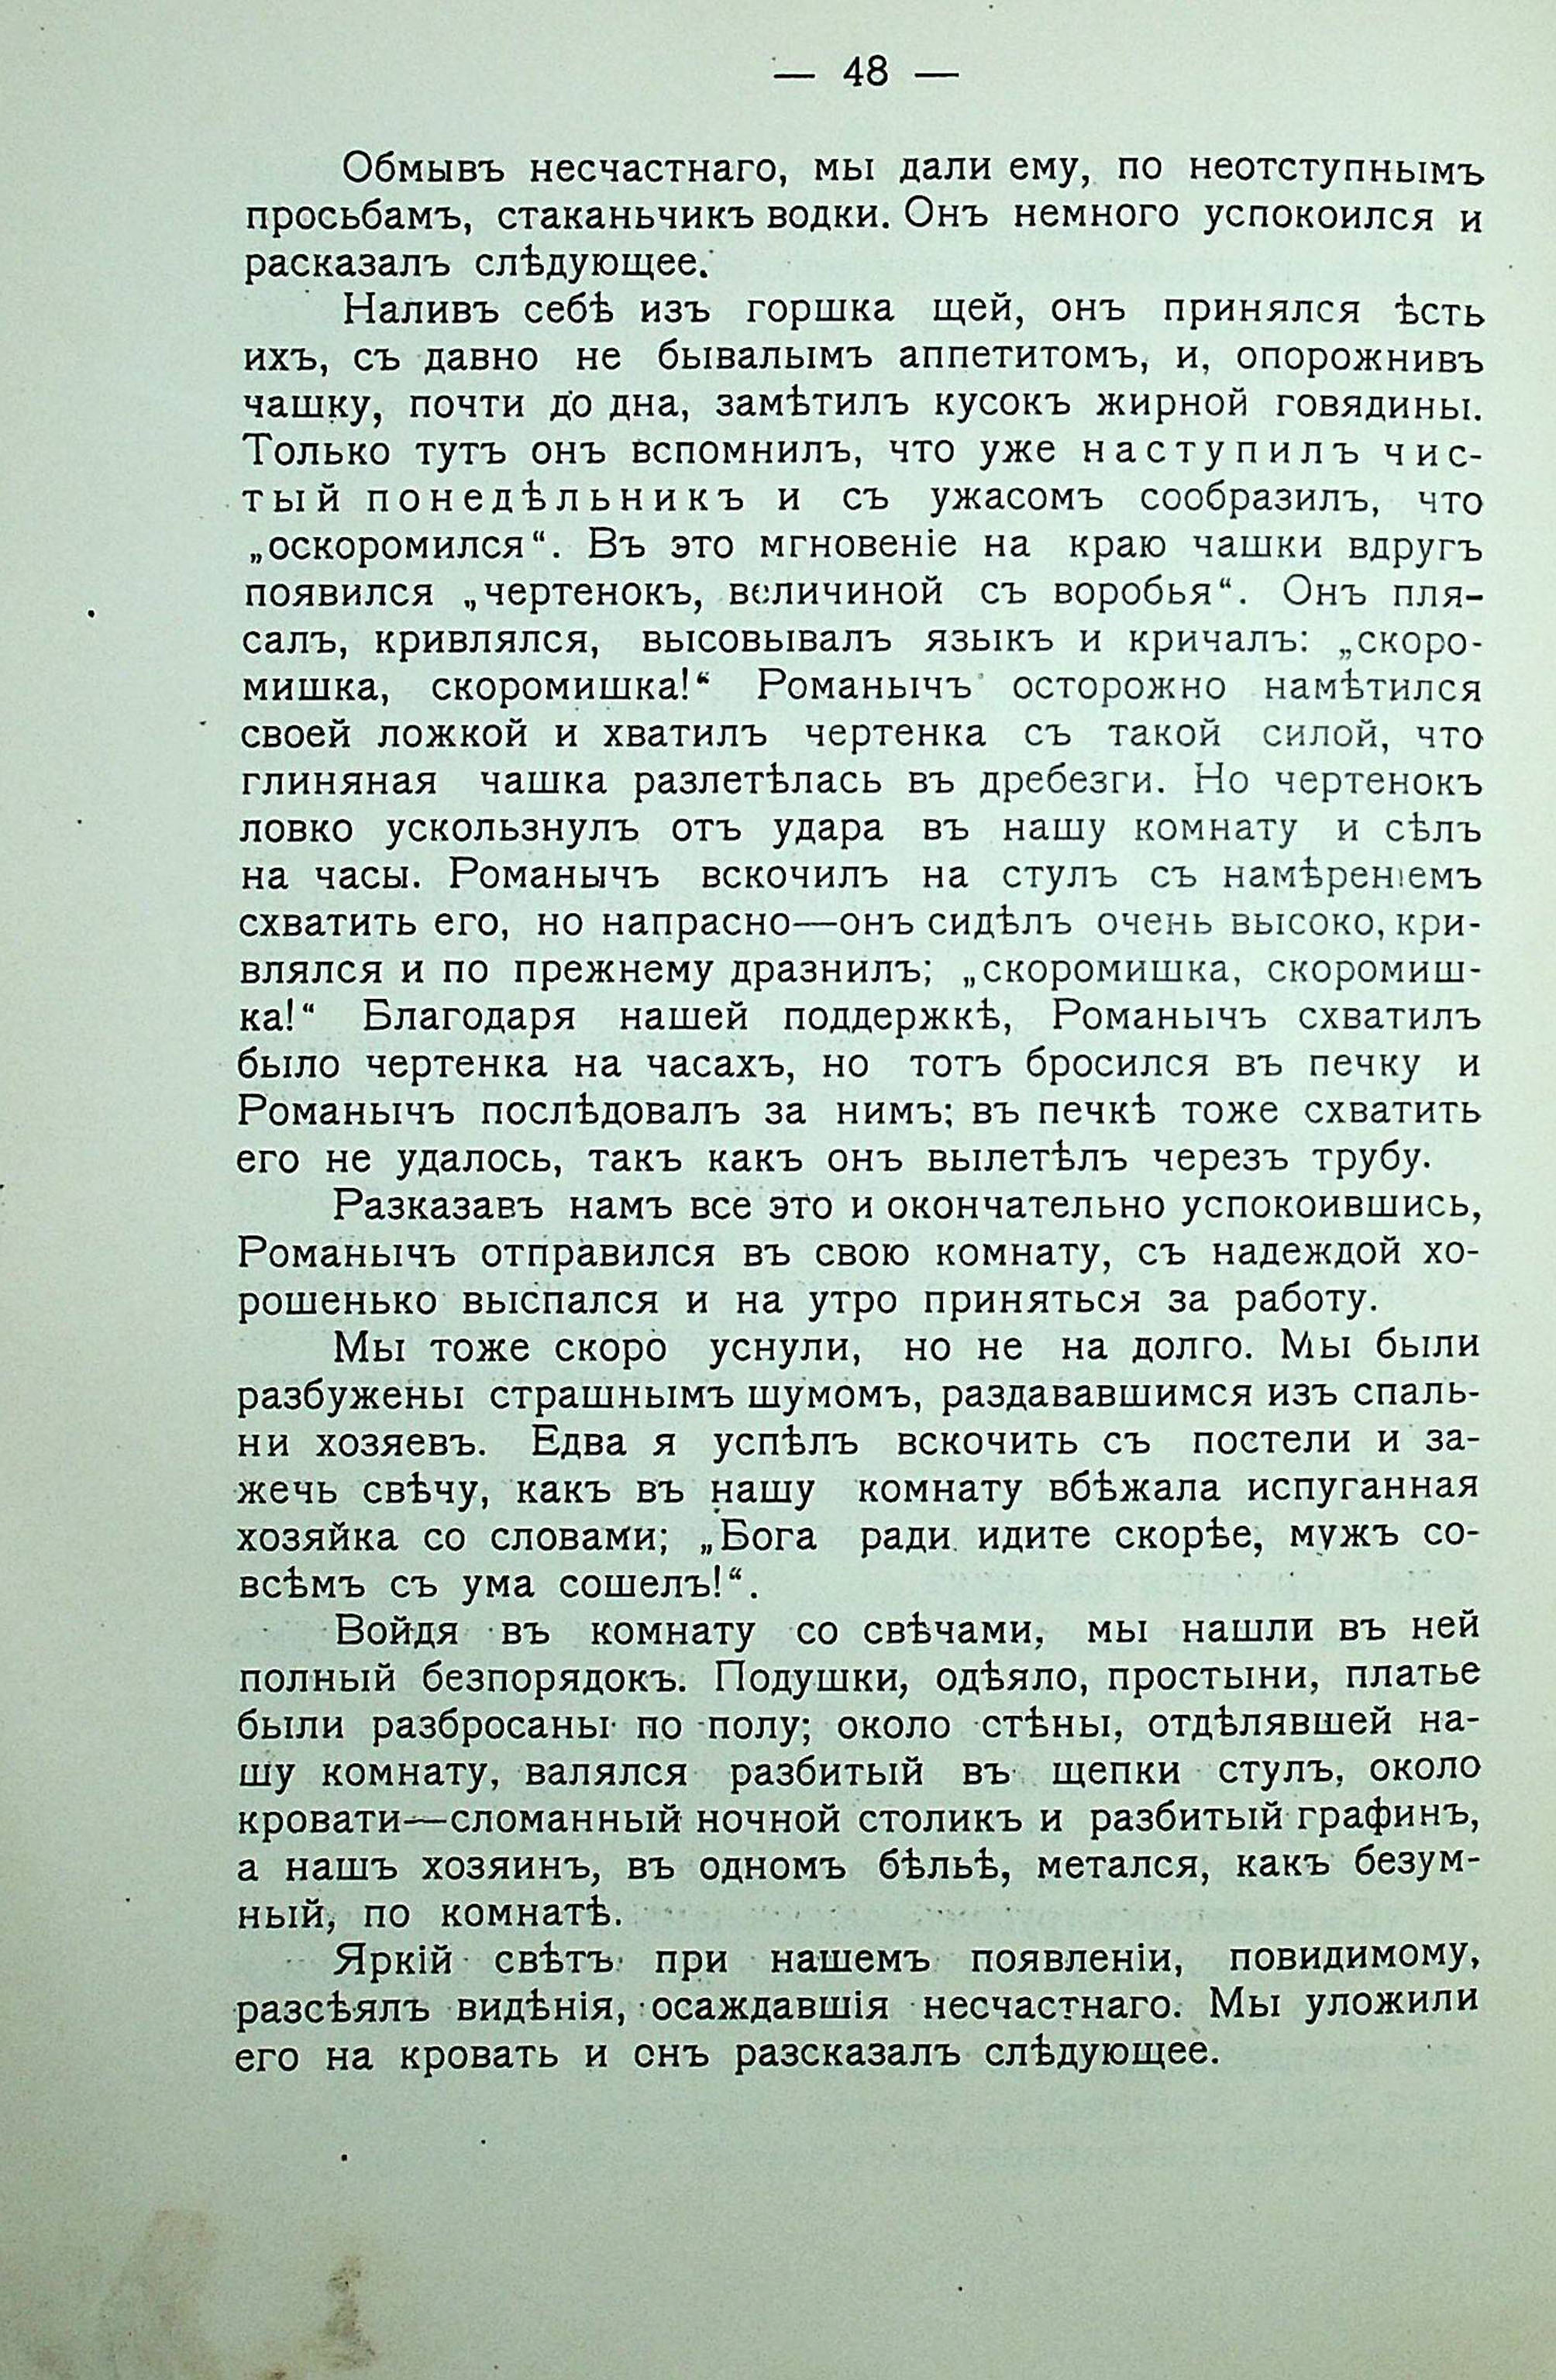 — 48 —
Обмывъ несчастнаго, мы дали ему, по неотступнымъ
просьбамъ, стаканьчикъ водки. Онъ немного успокоился и
расказалъ слѣдующее.
Наливъ себѣ изъ горшка щей, онъ принялся ѣсть
ихъ, съ давно не бывалымъ аппетитомъ, и, опорожнивъ
чашку, почти до дна, замѣтилъ кусокъ жирной говядины.
Только тутъ онъ вспомнилъ, что уже наступилъ чис-
тый понедѣльникъ и съ ужасомъ сообразилъ, что
„оскоромился“. Въ это мгновеніе на краю чашки вдругъ
появился „чертенокъ, величиной съ воробья“. Онъ пля-
салъ, кривлялся, высовывалъ языкъ и кричалъ: „скоро-
мишка, скоромишка!“ Романычъ осторожно намѣтился
своей ложкой и хватилъ чертенка съ такой силой, что
глиняная чашка разлетѣлась въ дребезги. Но чертенокъ
ловко ускользнулъ отъ удара въ нашу комнату и сѣлъ
на часы. Романычъ вскочилъ на стулъ съ намѣреніемъ
схватить его, но напрасно—онъ сидѣлъ очень высоко, кри-
влялся и по прежнему дразнилъ; „скоромишка, скоромиш-
ка!“ Благодаря нашей поддержкѣ, Романычъ схватилъ
было чертенка на часахъ, но тотъ бросился въ печку и
Романычъ послѣдовалъ за нимъ; въ печкѣ тоже схватить
его не удалось, такъ какъ онъ вылетѣлъ черезъ трубу.
Разказавъ намъ все это и окончательно успокоившись,
Романычъ отправился въ свою комнату, съ надеждой хо-
рошенько выспался и на утро приняться за работу.
Мы тоже скоро уснули, но не на долго. Мы были
разбужены страшнымъ шумомъ, раздававшимся изъ спаль-
ни хозяевъ. Едва я успѣлъ вскочить съ постели и за-
жечь свѣчу, какъ въ нашу комнату вбѣжала испуганная
хозяйка со словами; „Бога ради идите скорѣе, мужъ со-
всѣмъ съ ума сошелъ!“.
Войдя въ комнату со свѣчами, мы нашли въ ней
полный безпорядокъ. Подушки, одѣяло, простыни, платье
были разбросаны по полу; около стѣны, отдѣлявшей на-
шу комнату, валялся разбитый въ щепки стулъ, около
кровати—сломанный ночной столикъ и разбитый графинъ,
а нашъ хозяинъ, въ одномъ бѣльѣ, метался, какъ безум-
ный, по комнатѣ.
Яркій свѣтъ при нашемъ появленіи, повидимому,
разсѣялъ видѣнія, осаждавшія несчастнаго. Мы уложили
его на кровать и онъ разсказалъ слѣдующее.